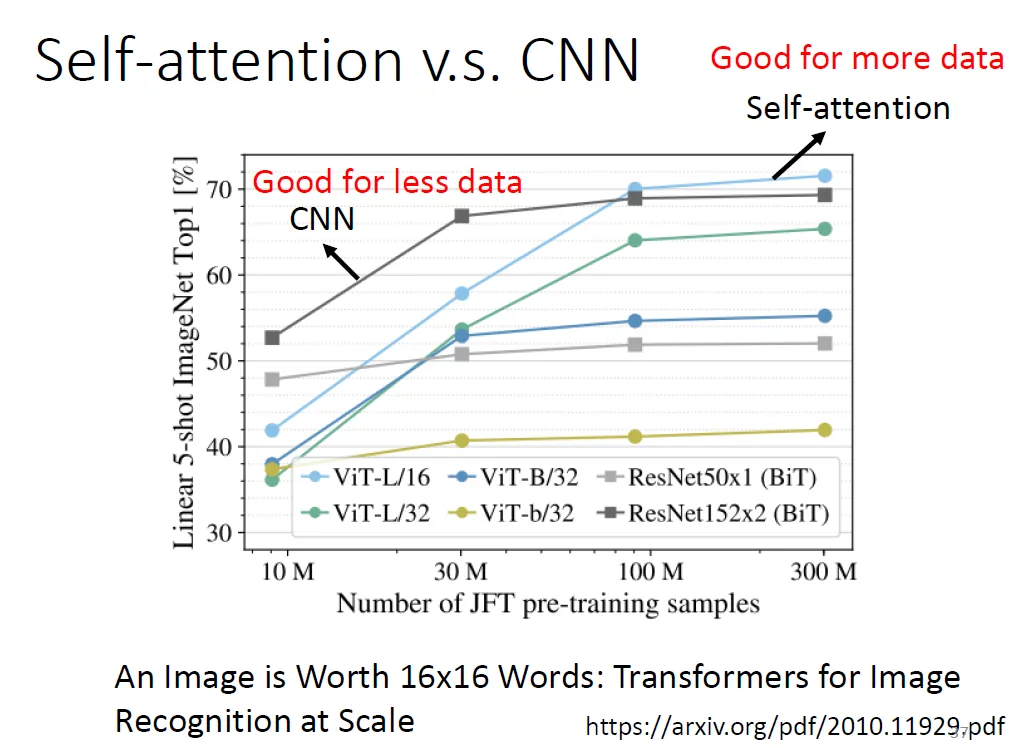 Self-attention v.s. CNN
Good for more data
Self-attention
Good for less data
CNN
Linear 5-shot ImageNet Top1 [%]
70
60
50
40
30
ViT-L/16 ViT-B/32 ResNet50x1 (BiT)
ViT-L/32 ViT-b/32 ResNet152x2 (BiT)
10 M 30 M 100 M 300 M
Number of JFT pre-training samples
An Image is Worth 16x16 Words: Transformers for Image
Recognition at Scale
https://arxiv.org/pdf/2010.11929.pdf
37